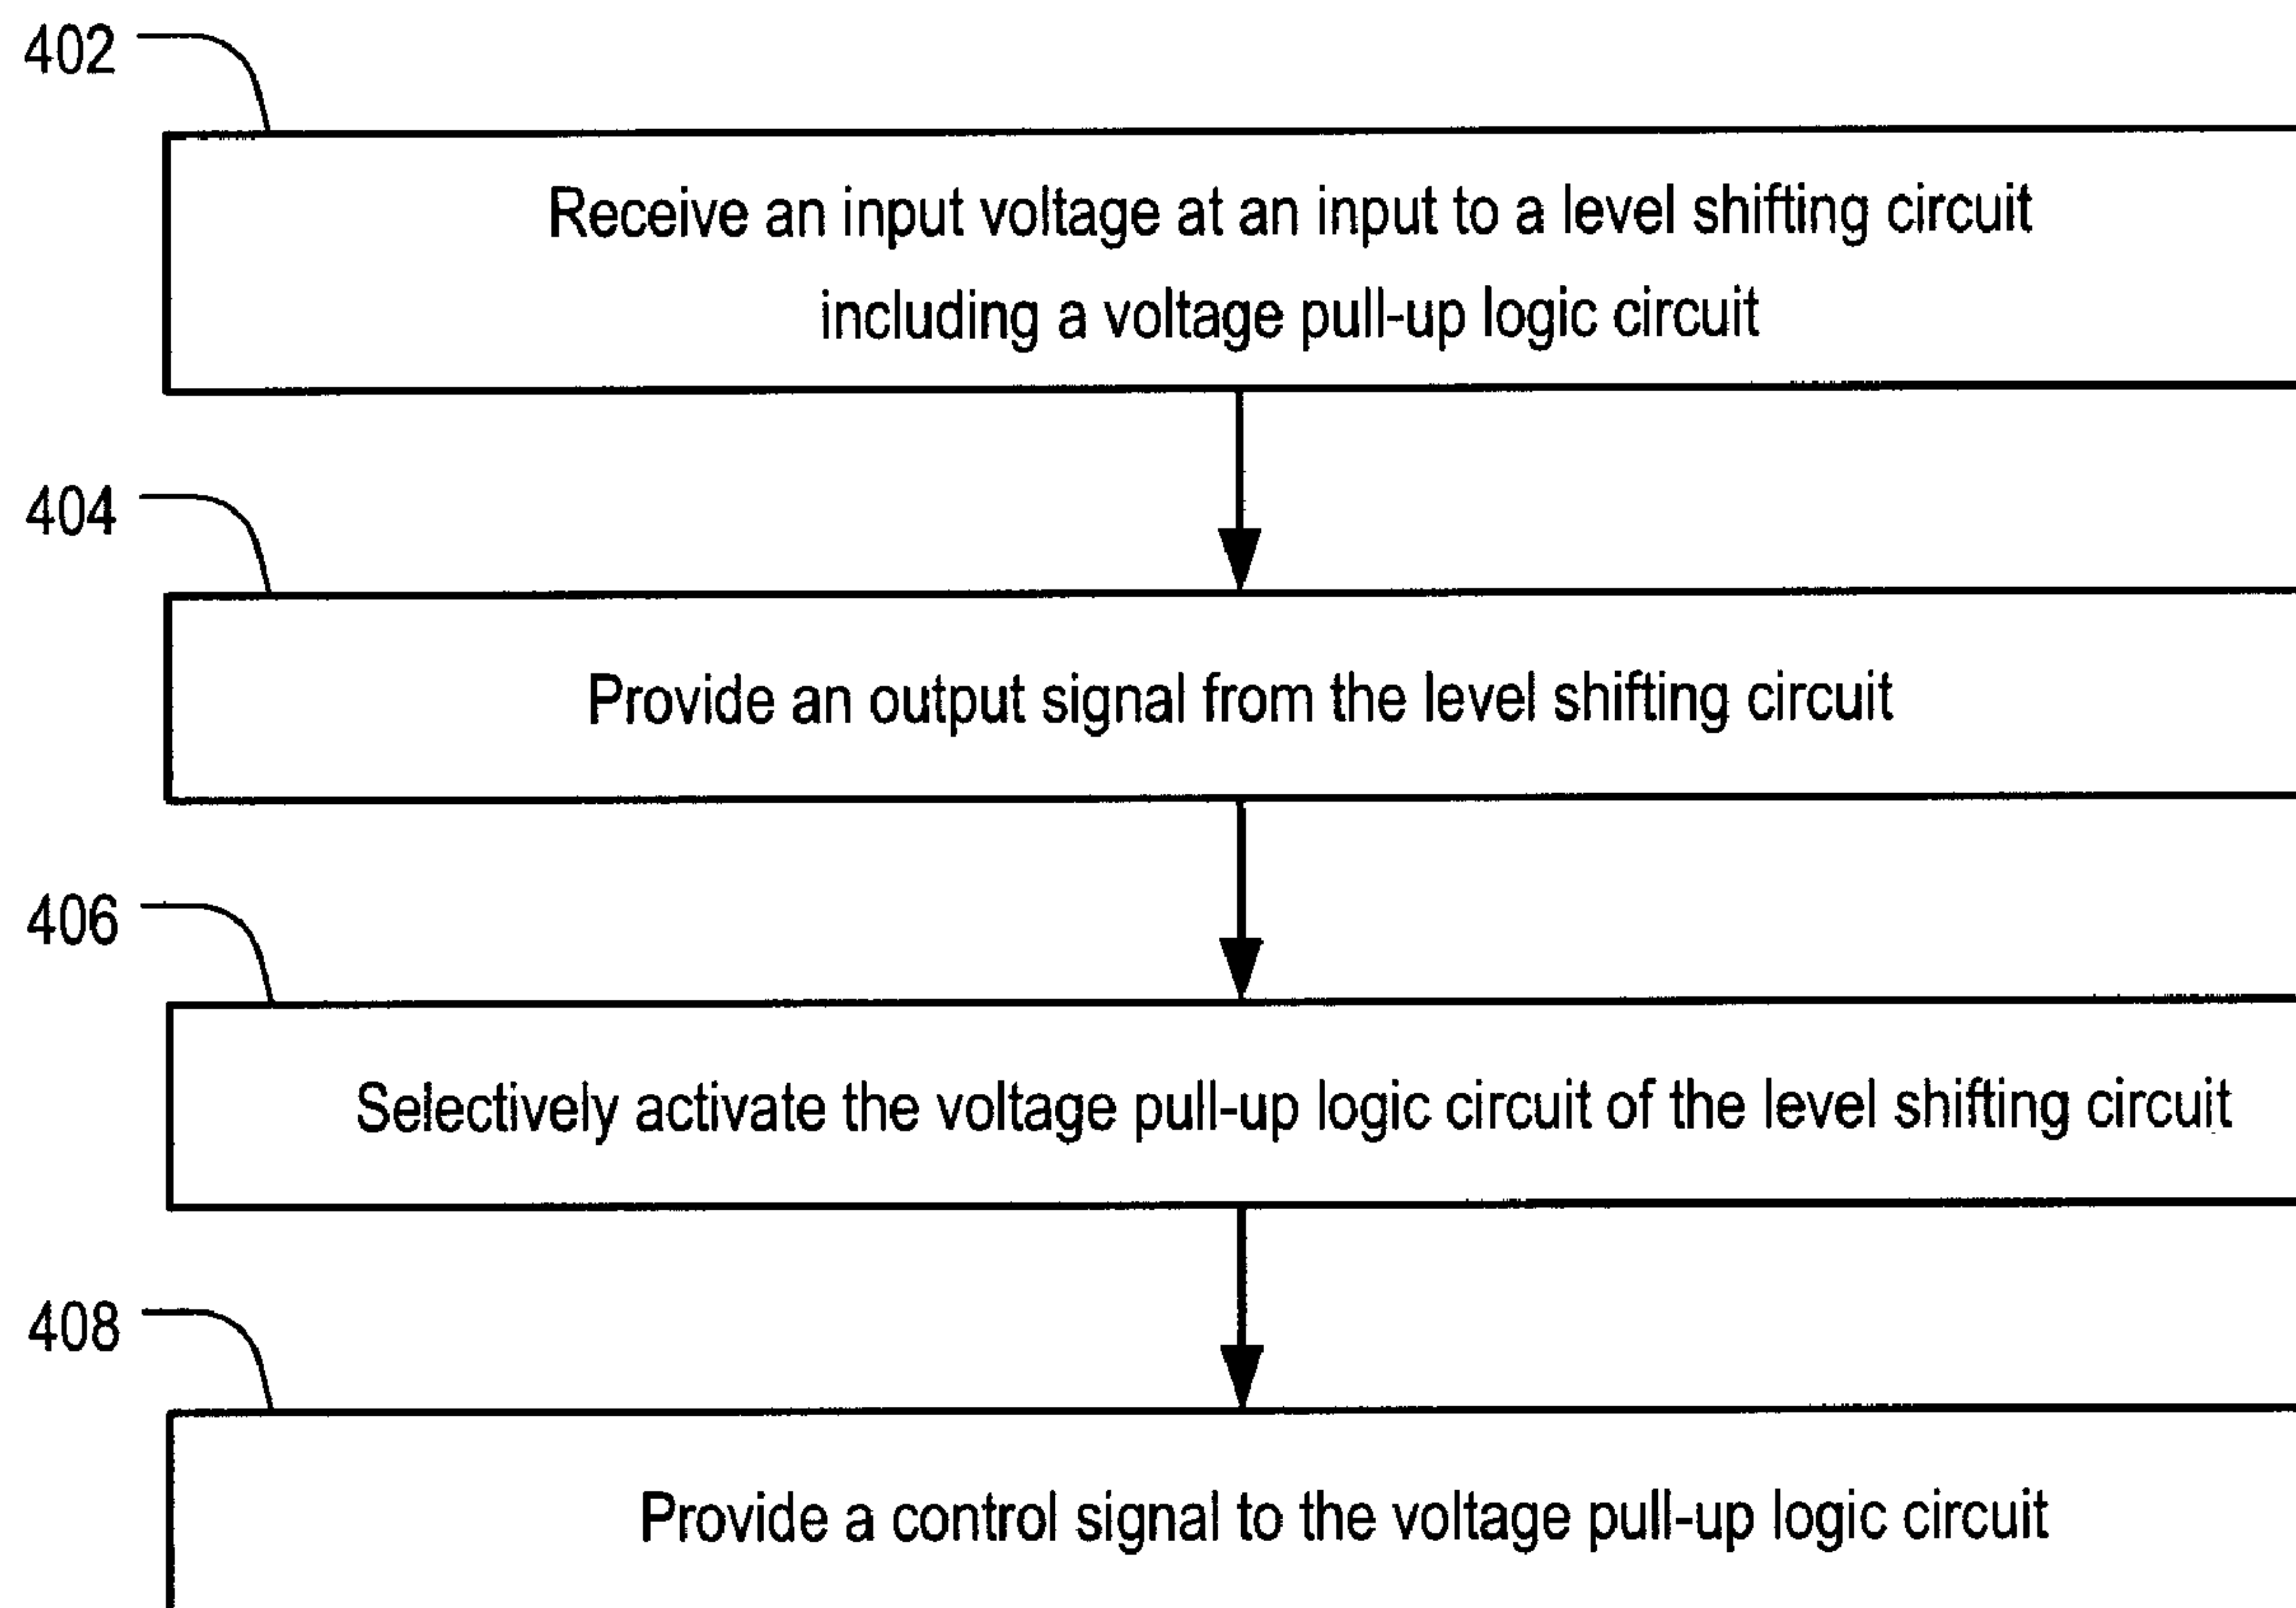 402
Receive an input voltage at an input to a level shifting circuit
including a voltage pull-up logic circuit
404
Provide an output signal from the level shifting circuit
406
Selectively activate the voltage pull-up logic circuit of the level shifting circuit
408
Provide a control signal to the voltage pull-up logic circuit